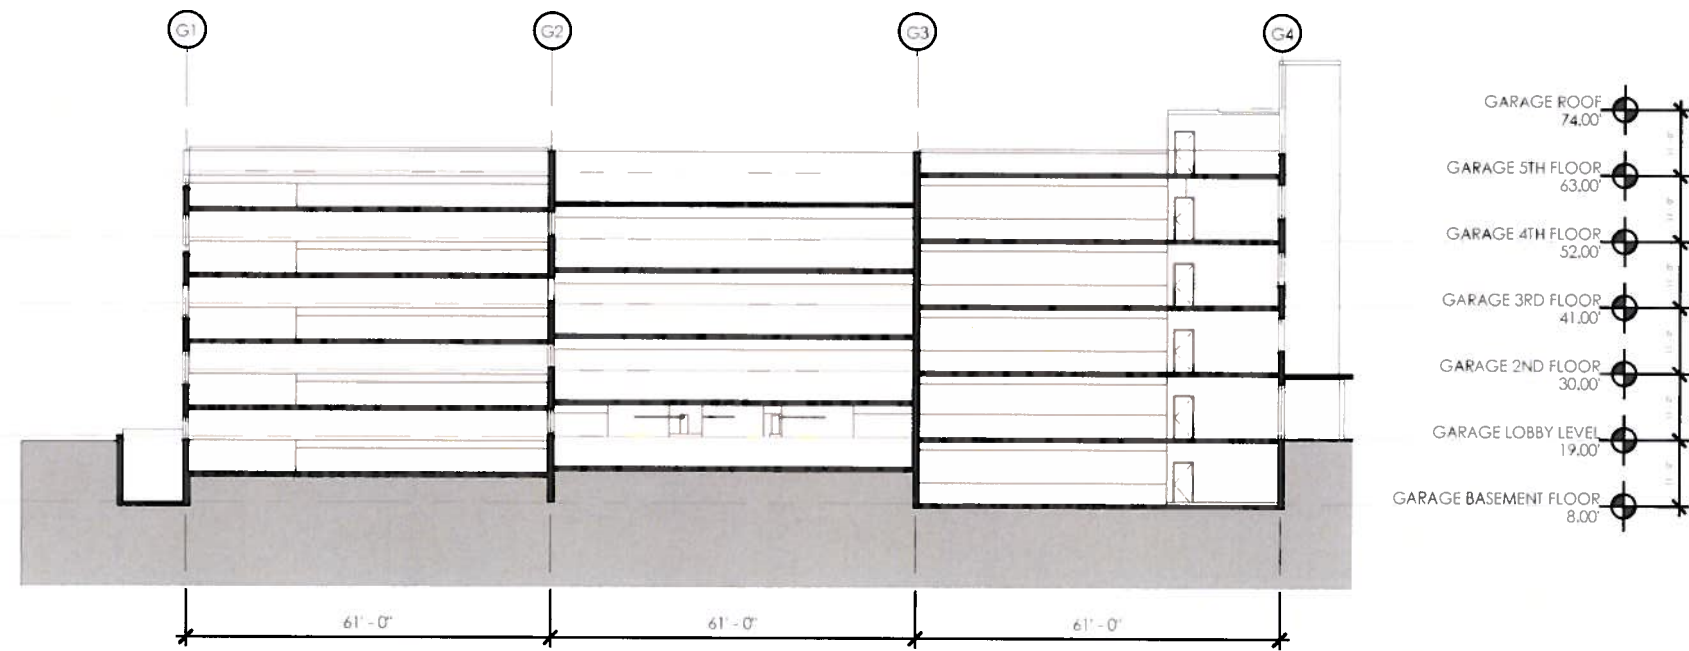 G1
G2
G3
G4
GARAGE ROOF
74.00'
GARAGE 5TH FLOOR
63.00'
GARAGE 4TH FLOOR
52.00'
GARAGE 3RD FLOOR
41.00'
GARAGE 2ND FLOOR
30.00'
GARAGE LOBBY LEVEL
19.00'
GARAGE BASEMENT FLOOR
8.00'
61' - 0"
61' - 0"
61' - 0"